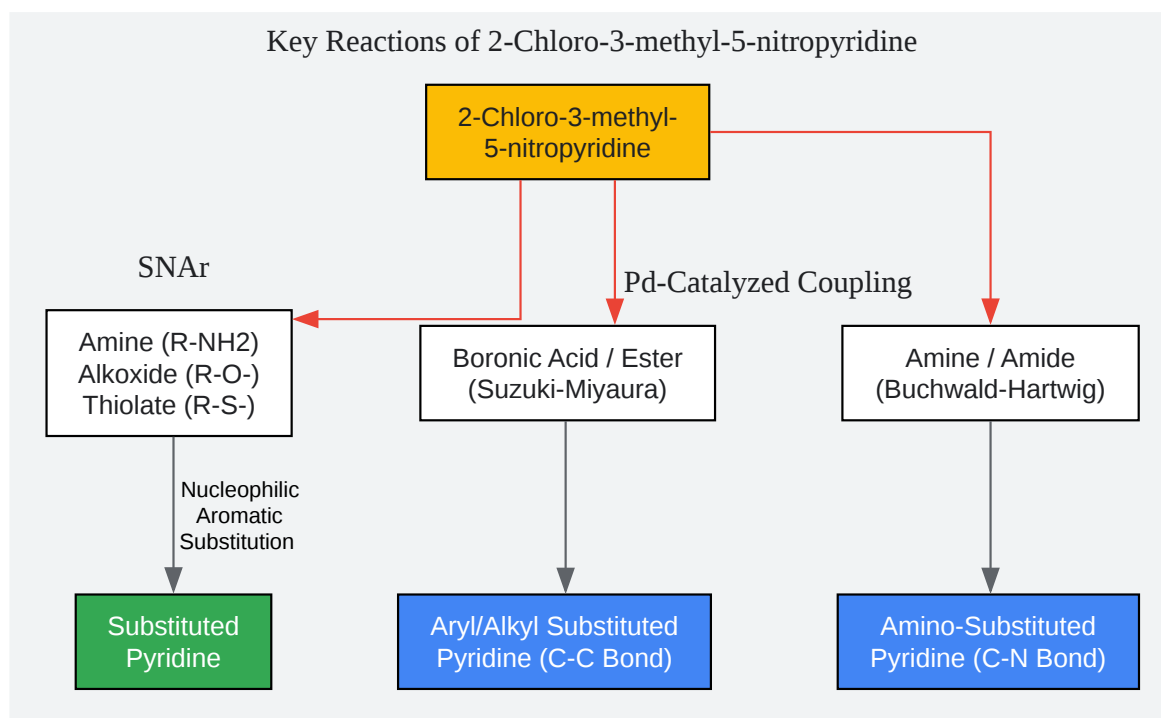 Key Reactions of 2-Chloro-3-methyl-5-nitropyridine
2-Chloro-3-methyl-
5-nitropyridine
SNAr
Pd-Catalyzed Coupling
Amine (R-NH2)
Alkoxide (R-O-)
Thiolate (R-S-)
Boronic Acid / Ester
(Suzuki-Miyaura)
Amine / Amide
(Buchwald-Hartwig)
Nucleophilic
Aromatic
Substitution
Substituted
Pyridine
Aryl/Alkyl Substituted
Pyridine (C-C Bond)
Amino-Substituted
Pyridine (C-N Bond)